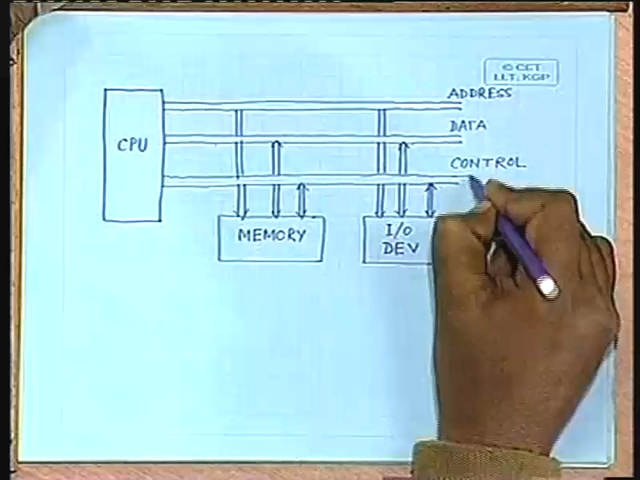 © CET
I.I.T. KGP
ADDRESS
DATA
CONTROL
CPU
MEMORY
I/O
DEV